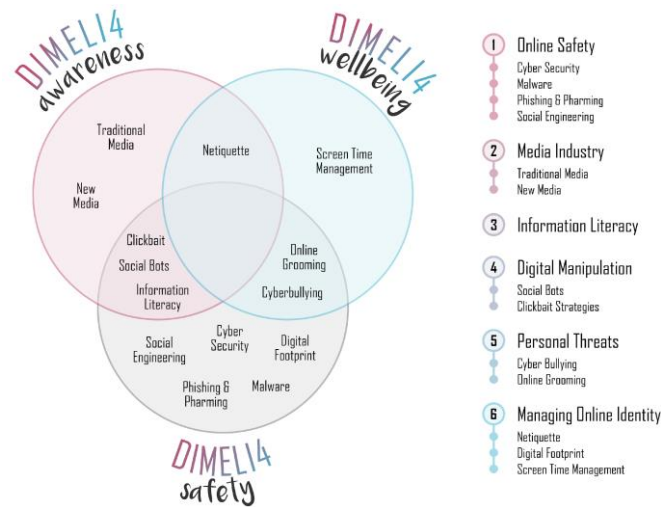 DIMELI4
awareness
DIMELI4
wellbeing
Traditional
Media
Netiquette
Screen Time
Management
New
Media
Clickbait
Social Bots
Information
Literacy
Online
Grooming
Cyberbullying
Social
Engineering
Cyber
Security
Digital
Footprint
Phishing &
Pharming
Malware
DIMELI4
safety
1 Online Safety
Cyber Security
Malware
Phishing & Pharming
Social Engineering
2 Media Industry
Traditional Media
New Media
3 Information Literacy
4 Digital Manipulation
Social Bots
Clickbait Strategies
5 Personal Threats
Cyber Bullying
Online Grooming
6 Managing Online Identity
Netiquette
Digital Footprint
Screen Time Management